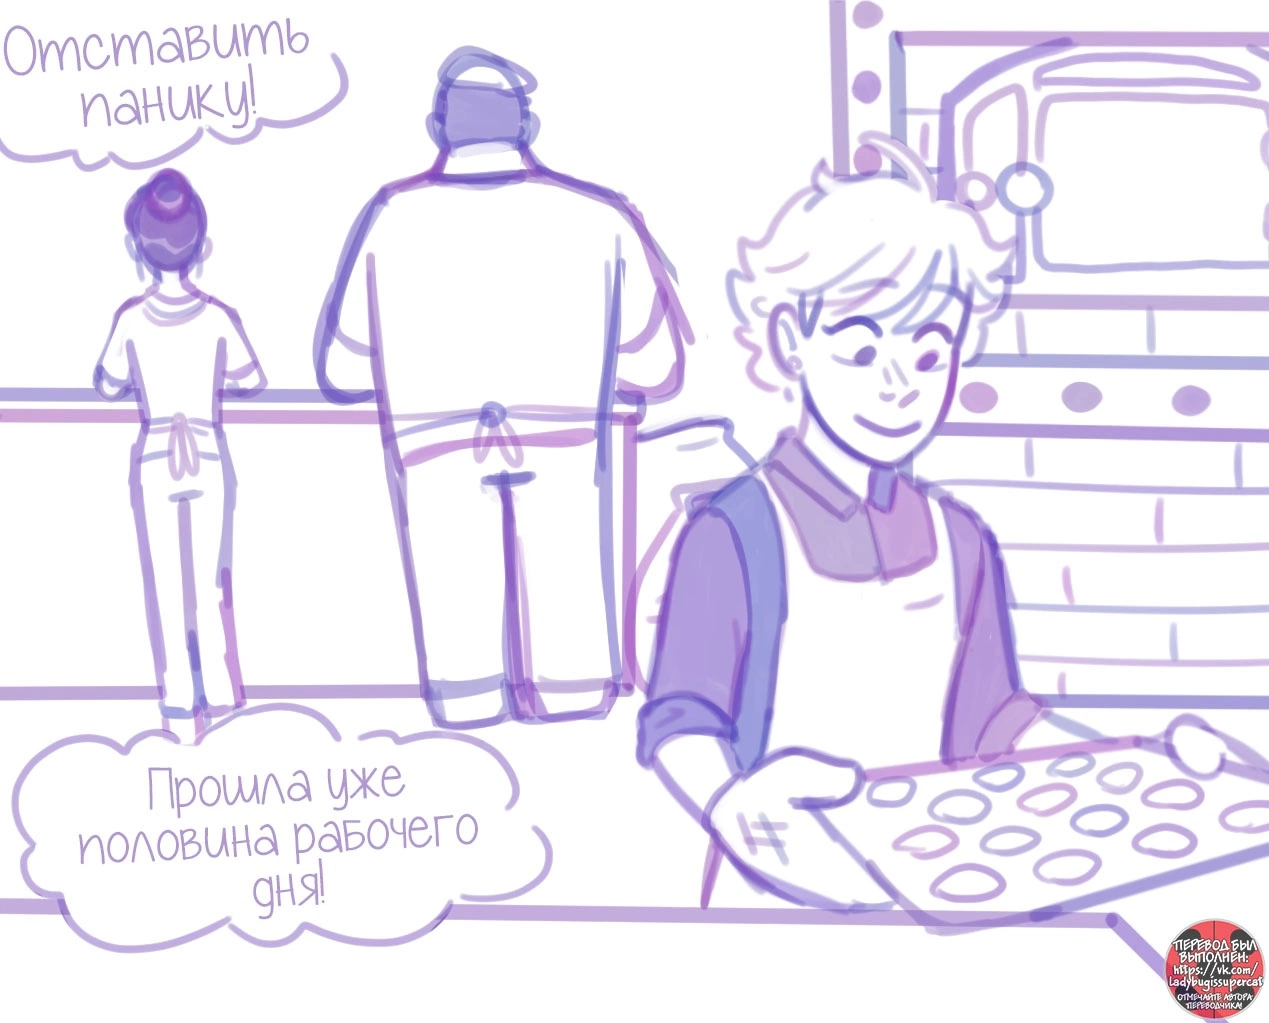 Отставить
панику!
Прошла уже
половина рабочего
дня!
ПЕРЕВОД БЫЛ
ВЫПОЛНЕН:
https://vk.com/
ladybugissupercat
ОТМЕЧАЙТЕ АВТОРА
ПЕРЕВОДЧИКА!